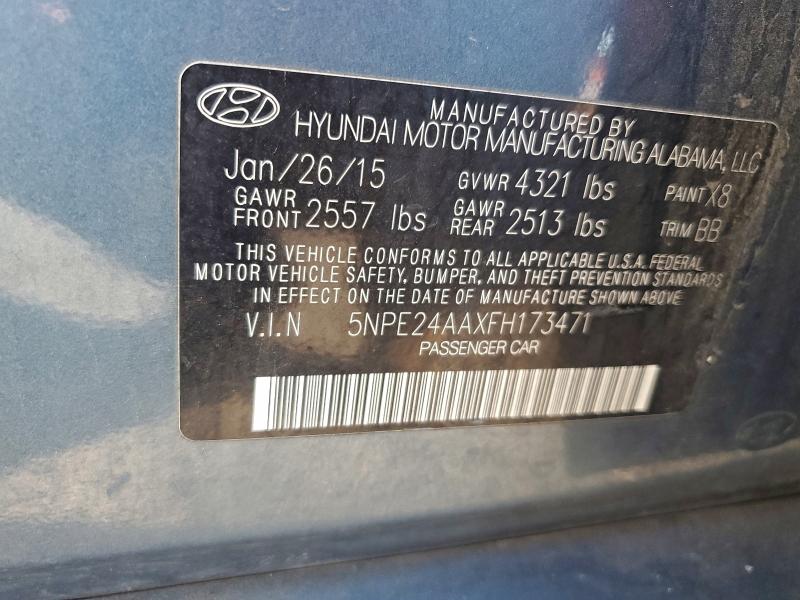 MANUFACTURED BY
HYUNDAI MOTOR MANUFACTURING ALABAMA, LLC
Jan/26/15 GVWR 4321 lbs PAINT X8
GAWR FRONT 2557 lbs GAWR REAR 2513 lbs TRIM BB
THIS VEHICLE CONFORMS TO ALL APPLICABLE U.S.A. FEDERAL
MOTOR VEHICLE SAFETY, BUMPER, AND THEFT PREVENTION STANDARDS
IN EFFECT ON THE DATE OF MANUFACTURE SHOWN ABOVE
V.I.N 5NPE24AAXFH173471
PASSENGER CAR